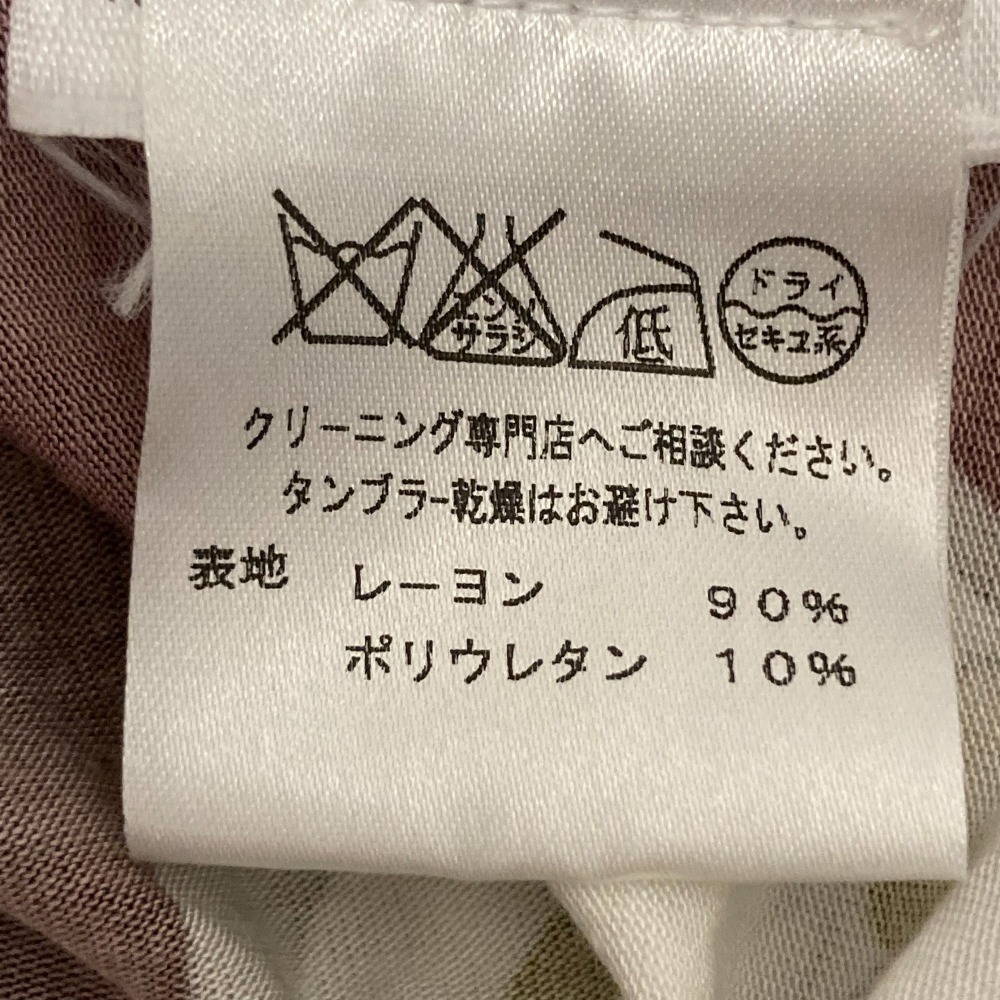 エンソ
サラシ
低
ドライ
セキユ系
クリーニング専門店へご相談ください。
タンブラー乾燥はお避け下さい。
表地 レーヨン 90%
ポリウレタン 10%